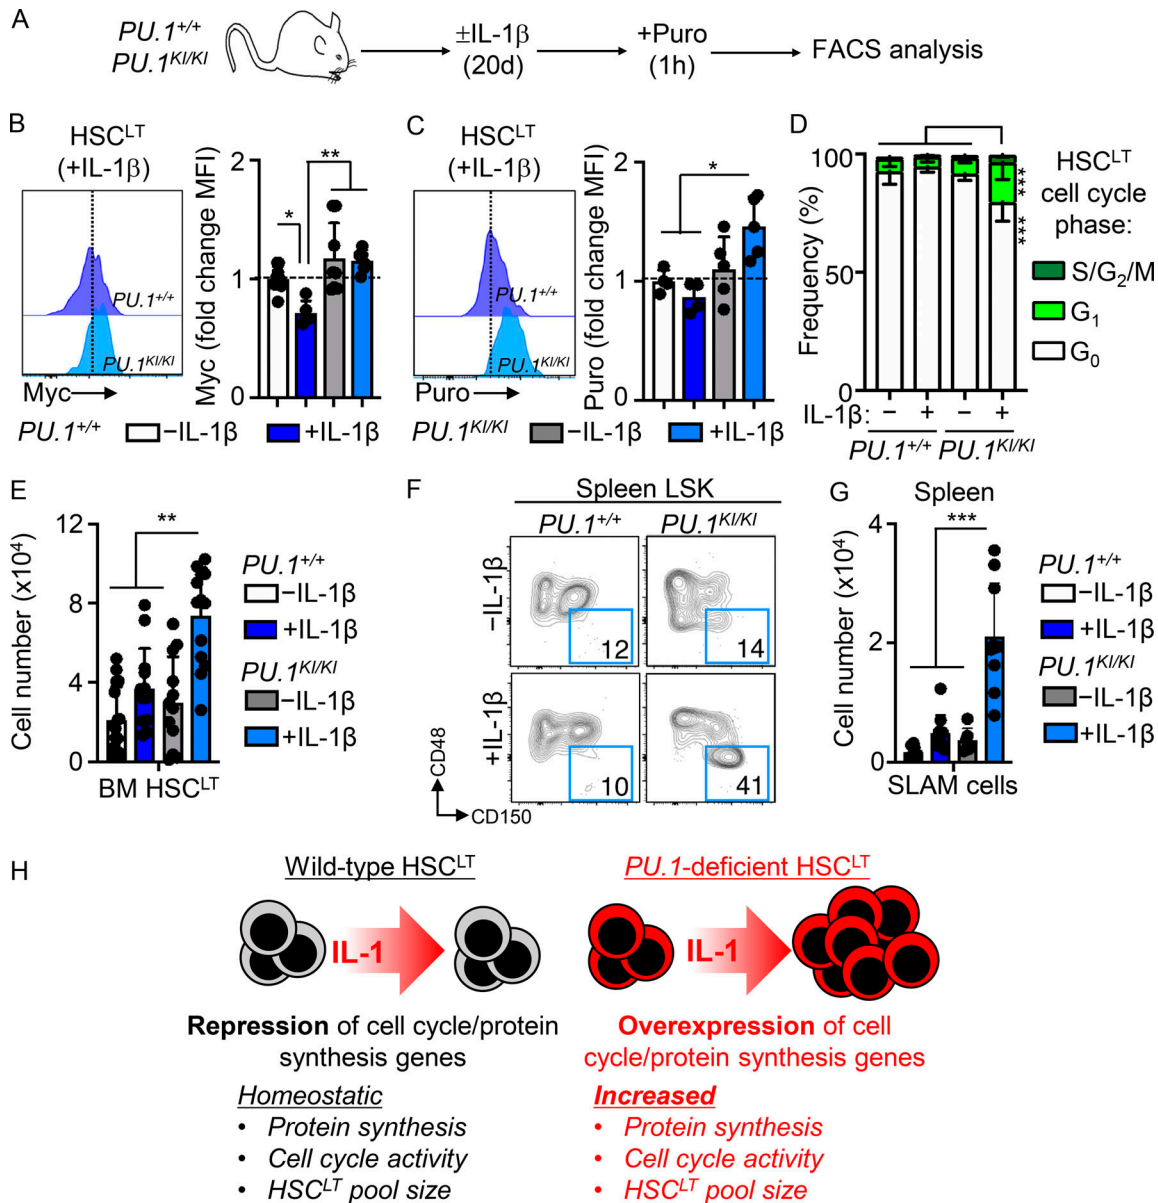 A
PU.1+/+
PU.1KI/KI
±IL-1β
(20d)
+Puro
(1h)
FACS analysis
B
HSCLT
(+IL-1β)
PU.1+/+
PU.1KI/KI
Myc
Myc (fold change MFI)
2
1
0
*
**
C
HSCLT
(+IL-1β)
PU.1+/+
PU.1KI/KI
Puro
Puro (fold change MFI)
2
1
0
*
PU.1+/+ –IL-1β +IL-1β PU.1KI/KI –IL-1β +IL-1β
D
Frequency (%)
100
50
0
***
***
IL-1β: – + – +
PU.1+/+ PU.1KI/KI
HSCLT
cell cycle
phase:
S/G2/M
G1
G0
E
Cell number (x104)
12
8
4
0
**
BM HSCLT
PU.1+/+
–IL-1β
+IL-1β
PU.1KI/KI
–IL-1β
+IL-1β
F
Spleen LSK
PU.1+/+ PU.1KI/KI
–IL-1β
12
14
+IL-1β
10
41
CD48
CD150
G
Spleen
Cell number (x104)
4
2
0
***
SLAM cells
PU.1+/+
–IL-1β
+IL-1β
PU.1KI/KI
–IL-1β
+IL-1β
H
Wild-type HSCLT
IL-1
Repression of cell cycle/protein
synthesis genes
Homeostatic
• Protein synthesis
• Cell cycle activity
• HSCLT pool size
PU.1-deficient HSCLT
IL-1
Overexpression of cell
cycle/protein synthesis genes
Increased
• Protein synthesis
• Cell cycle activity
• HSCLT pool size